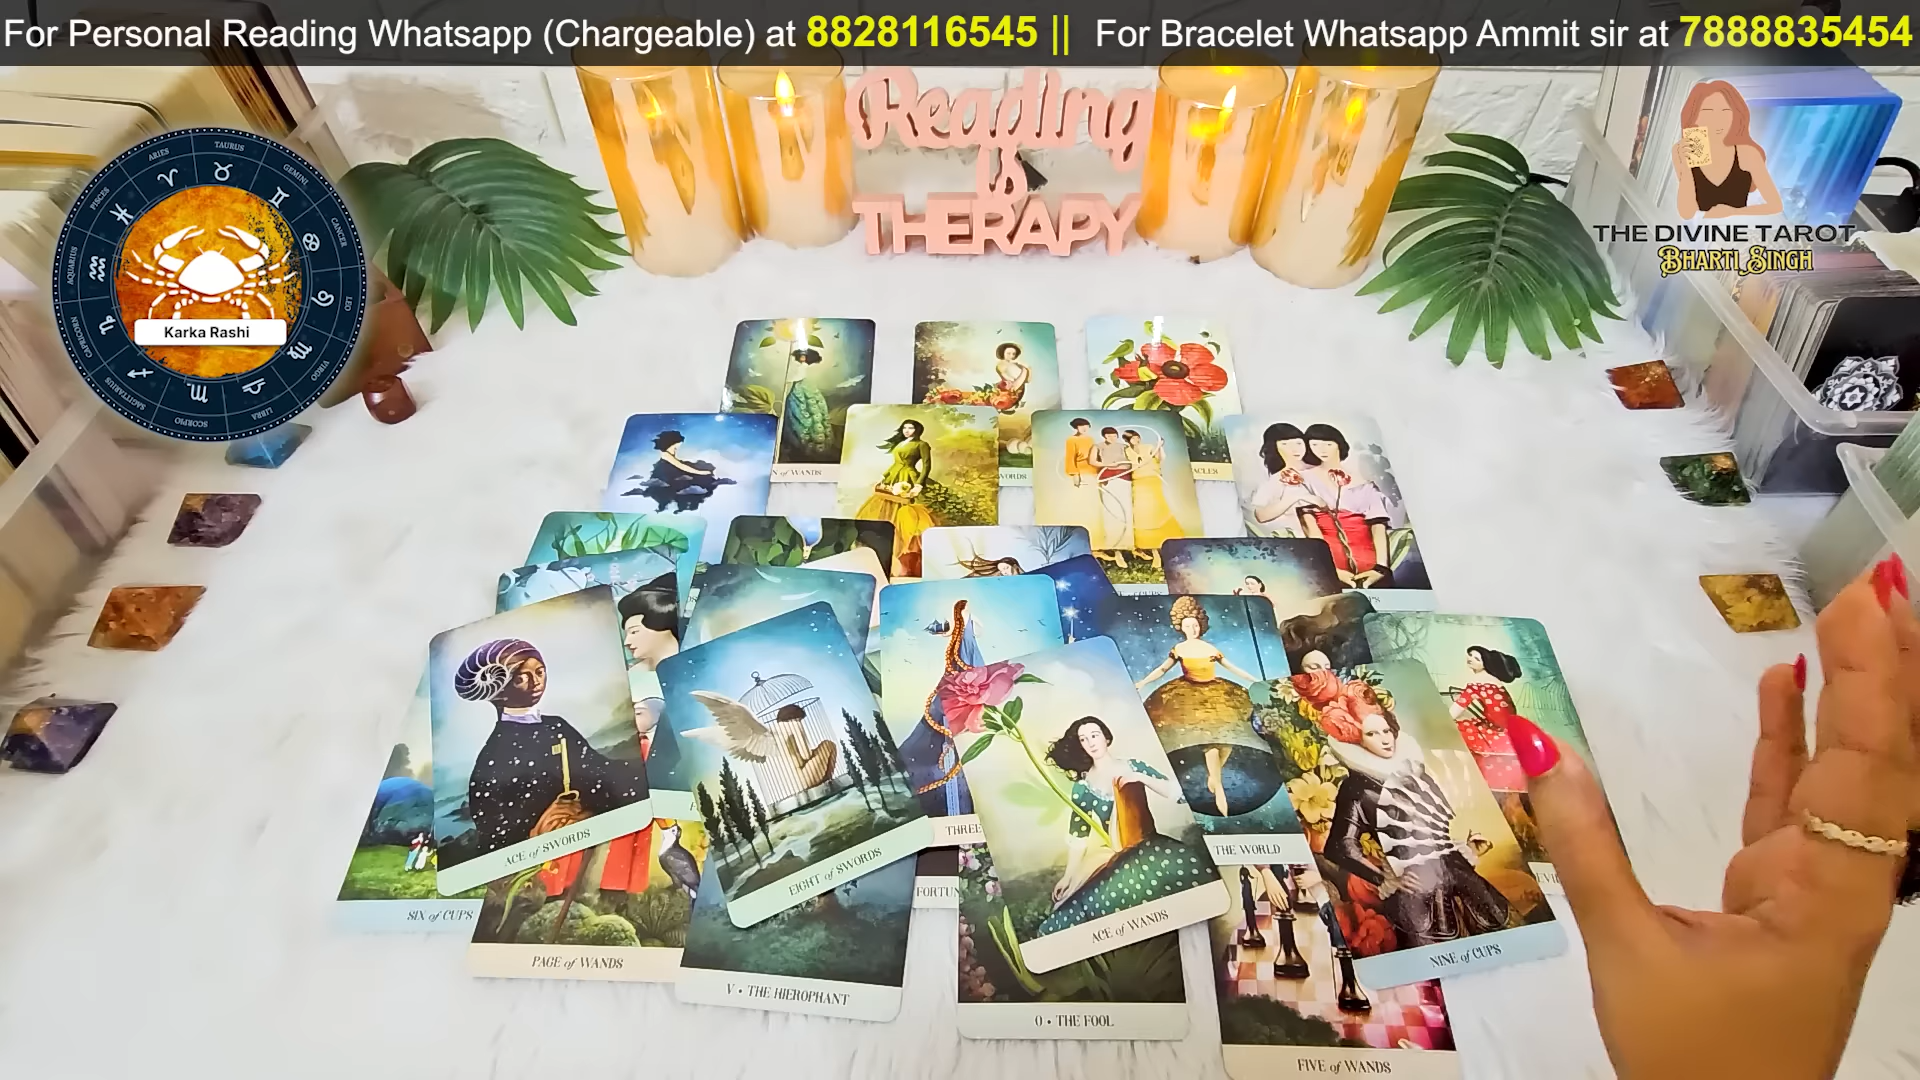 For Personal Reading Whatsapp (Chargeable) at 8828116545 || For Bracelet Whatsapp Ammit sir at 7888835454
Reading
is
THERAPY
ARIES
TAURUS
GEMINI
CANCER
LEO
VIRGO
LIBRA
SCORPIO
SAGITTARIUS
CAPRICORN
AQUARIUS
PISCES
Karka Rashi
THE DIVINE TAROT
BHARTI SINGH
of WANDS
THREE
ACE of SWORDS
EIGHT of SWORDS
THE WORLD
FORTUN
SIX of CUPS
ACE of WANDS
NINE of CUPS
PAGE of WANDS
V • THE HIEROPHANT
0 • THE FOOL
FIVE of WANDS